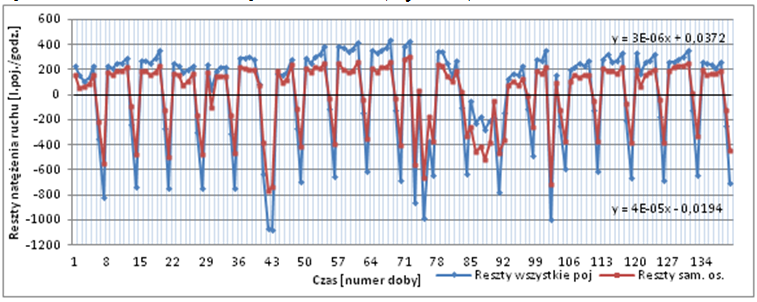 600
400
200
0
-200
-400
-600
-800
-1000
-1200
Reszty natężenia ruchu [l.poj./godz.]
y = 3E-06x + 0,0372
y = 4E-05x - 0,0194
1 8 15 22 29 36 43 50 57 64 71 78 85 92 99 106 113 120 127 134
Czas [numer doby]
Reszty wszystkie poj
Reszty sam. os.